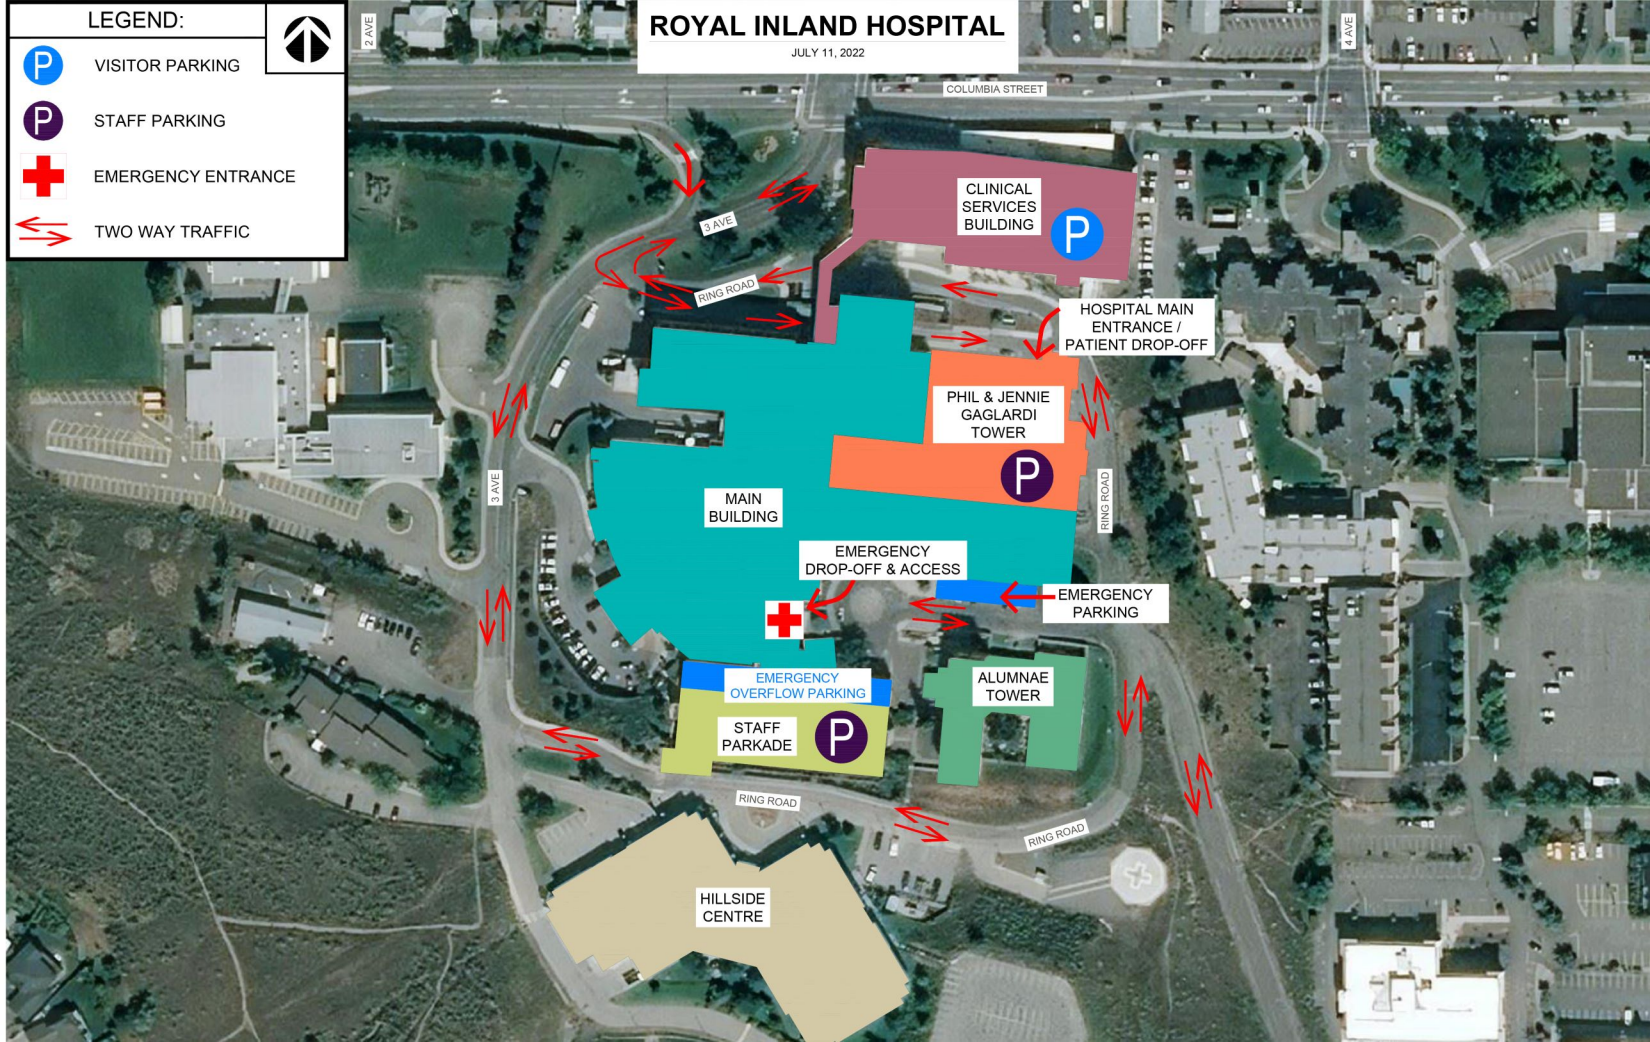 LEGEND:
P VISITOR PARKING
P STAFF PARKING
EMERGENCY ENTRANCE
TWO WAY TRAFFIC
2 AVE
ROYAL INLAND HOSPITAL
JULY 11, 2022
4 AVE
COLUMBIA STREET
CLINICAL
SERVICES
BUILDING
P
3 AVE
RING ROAD
HOSPITAL MAIN
ENTRANCE /
PATIENT DROP-OFF
PHIL & JENNIE
GAGLARDI
TOWER
P
3 AVE
RING ROAD
MAIN
BUILDING
EMERGENCY
DROP-OFF & ACCESS
EMERGENCY
PARKING
EMERGENCY
OVERFLOW PARKING
ALUMNAE
TOWER
STAFF
PARKADE
P
RING ROAD
RING ROAD
HILLSIDE
CENTRE